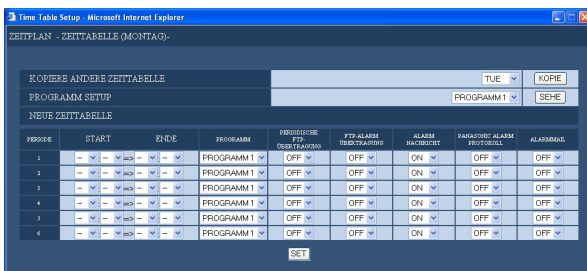 Time Table Setup - Microsoft Internet Explorer
ZEITPLAN - ZEITTABELLE (MONTAG)-
KOPIERE ANDERE ZEITTABELLE TUE KOPIE
PROGRAMM SETUP PROGRAMM 1 SEHE
NEUE ZEITTABELLE
PERIODE START ENDE PROGRAMM PERIODISCHE FTP-ÜBERTRAGUNG FTP-ALARM ÜBERTRAGUNG ALARM NACHRICHT PANASONIC ALARM PROTOKOLL ALARMMAIL
1 - : - => - : - PROGRAMM 1 OFF OFF ON OFF OFF
2 - : - => - : - PROGRAMM 1 OFF OFF ON OFF OFF
3 - : - => - : - PROGRAMM 1 OFF OFF ON OFF OFF
4 - : - => - : - PROGRAMM 1 OFF OFF ON OFF OFF
5 - : - => - : - PROGRAMM 1 OFF OFF ON OFF OFF
6 - : - => - : - PROGRAMM 1 OFF OFF ON OFF OFF
SET